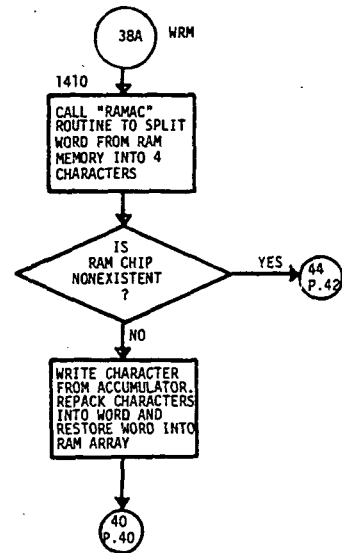 38A
WRM
1410
CALL "RAMAC"
ROUTINE TO SPLIT
WORD FROM RAM
MEMORY INTO 4
CHARACTERS
IS
RAM CHIP
NONEXISTENT
?
YES
44
P.42
NO
WRITE CHARACTER
FROM ACCUMULATOR.
REPACK CHARACTERS
INTO WORD AND
RESTORE WORD INTO
RAM ARRAY
40
P.40